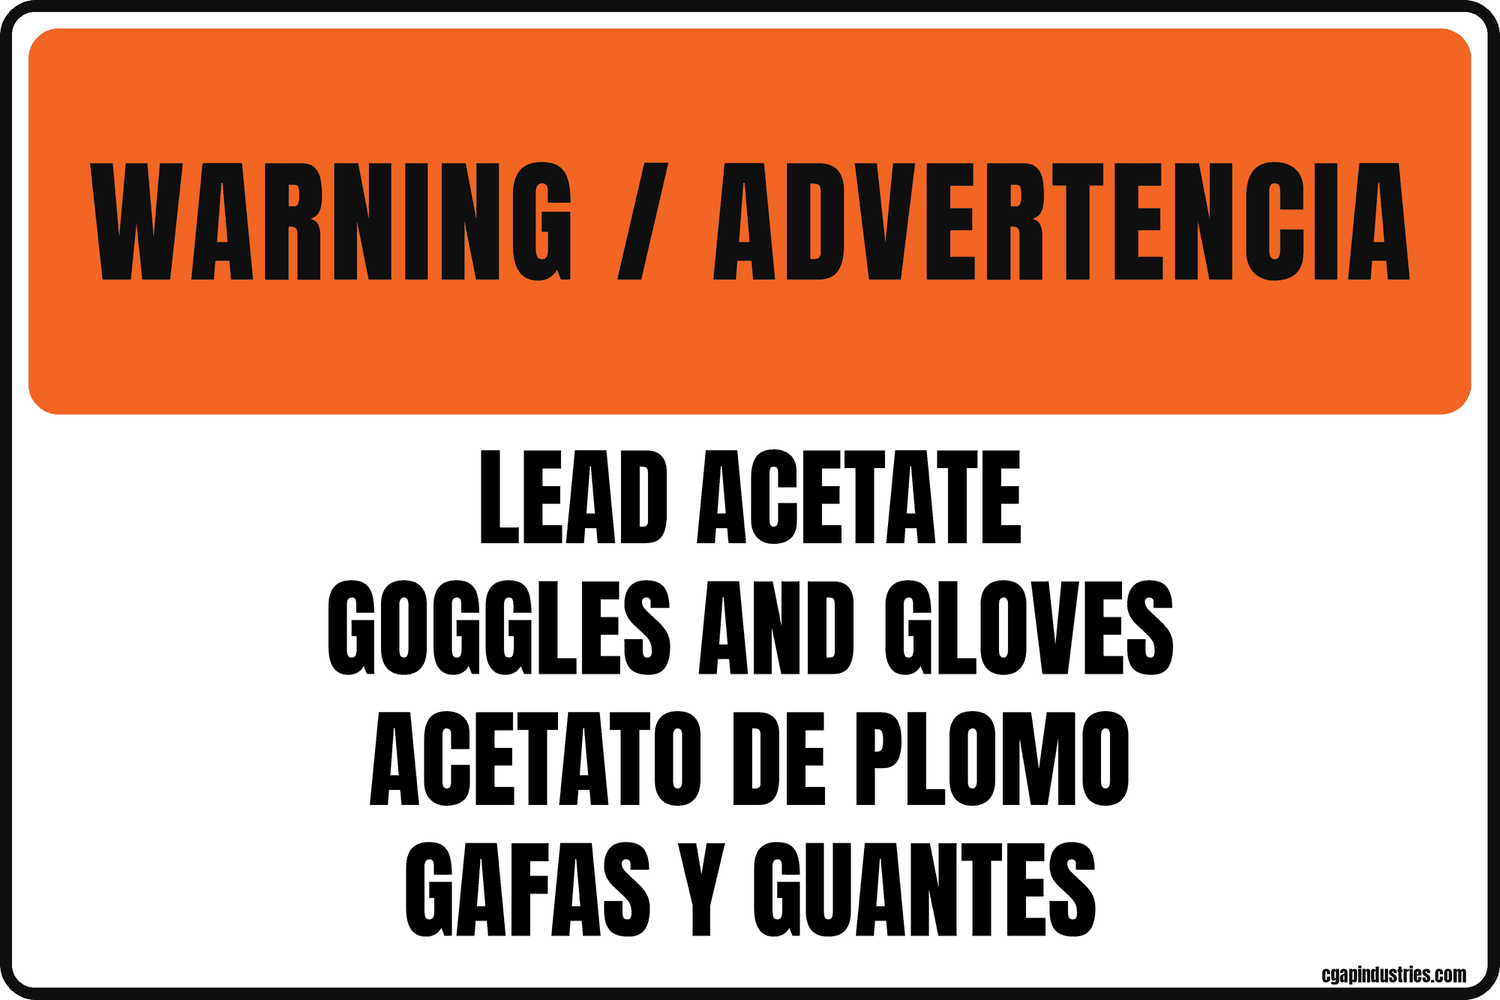 WARNING / ADVERTENCIA
LEAD ACETATE
GOGGLES AND GLOVES
ACETATO DE PLOMO
GAFAS Y GUANTES
cgapindustries.com